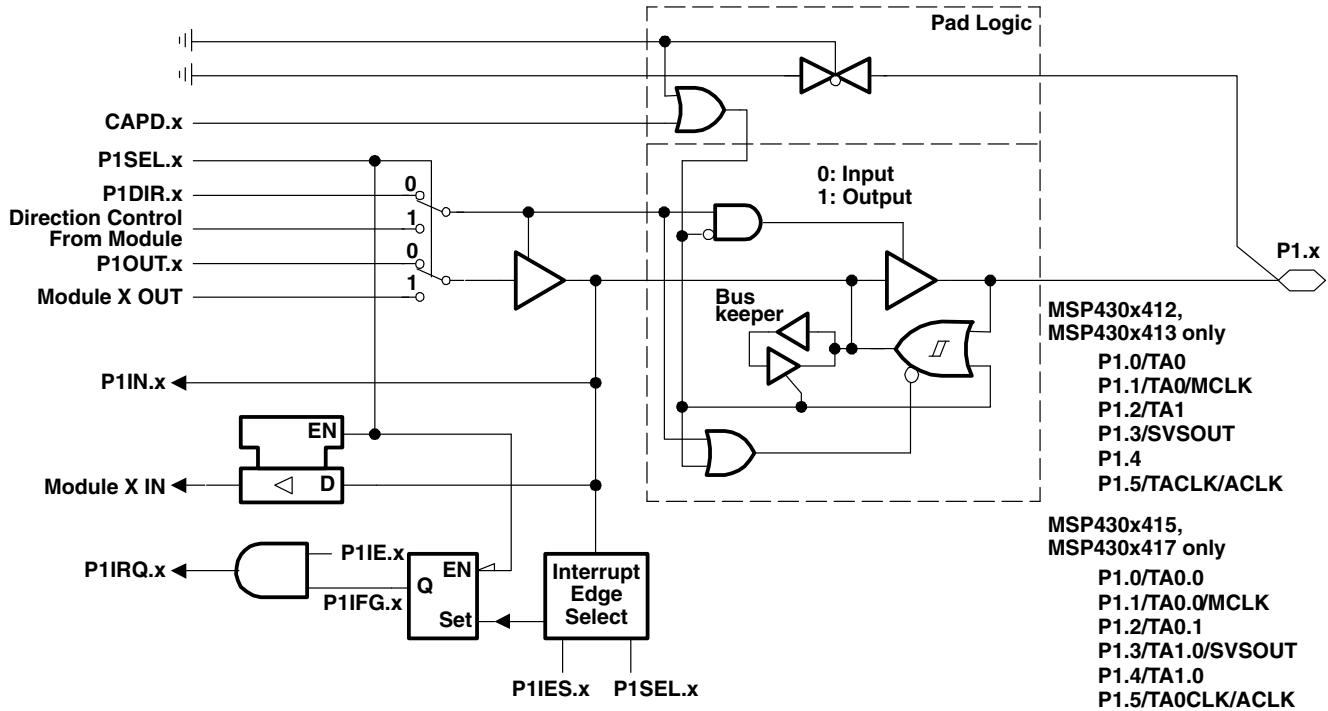 Pad Logic
CAPD.x
P1SEL.x
P1DIR.x
0
0: Input
1: Output
Direction Control
From Module
1
P1OUT.x
0
P1.x
Module X OUT
1
Bus
keeper
MSP430x412,
MSP430x413 only
P1.0/TA0
P1.1/TA0/MCLK
P1.2/TA1
P1.3/SVSOUT
P1.4
P1.5/TACLK/ACLK
P1IN.x
EN
Module X IN
D
MSP430x415,
MSP430x417 only
P1.0/TA0.0
P1.1/TA0.0/MCLK
P1.2/TA0.1
P1.3/TA1.0/SVSOUT
P1.4/TA1.0
P1.5/TA0CLK/ACLK
P1IRQ.x
P1IE.x
P1IFG.x
EN
Q
Set
Interrupt
Edge
Select
P1IES.x
P1SEL.x